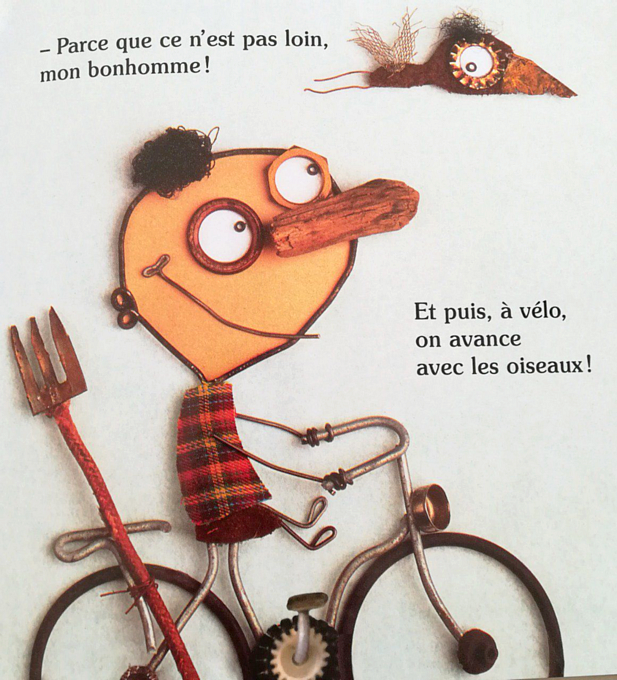 – Parce que ce n'est pas loin,
mon bonhomme !
Et puis, à vélo,
on avance
avec les oiseaux !